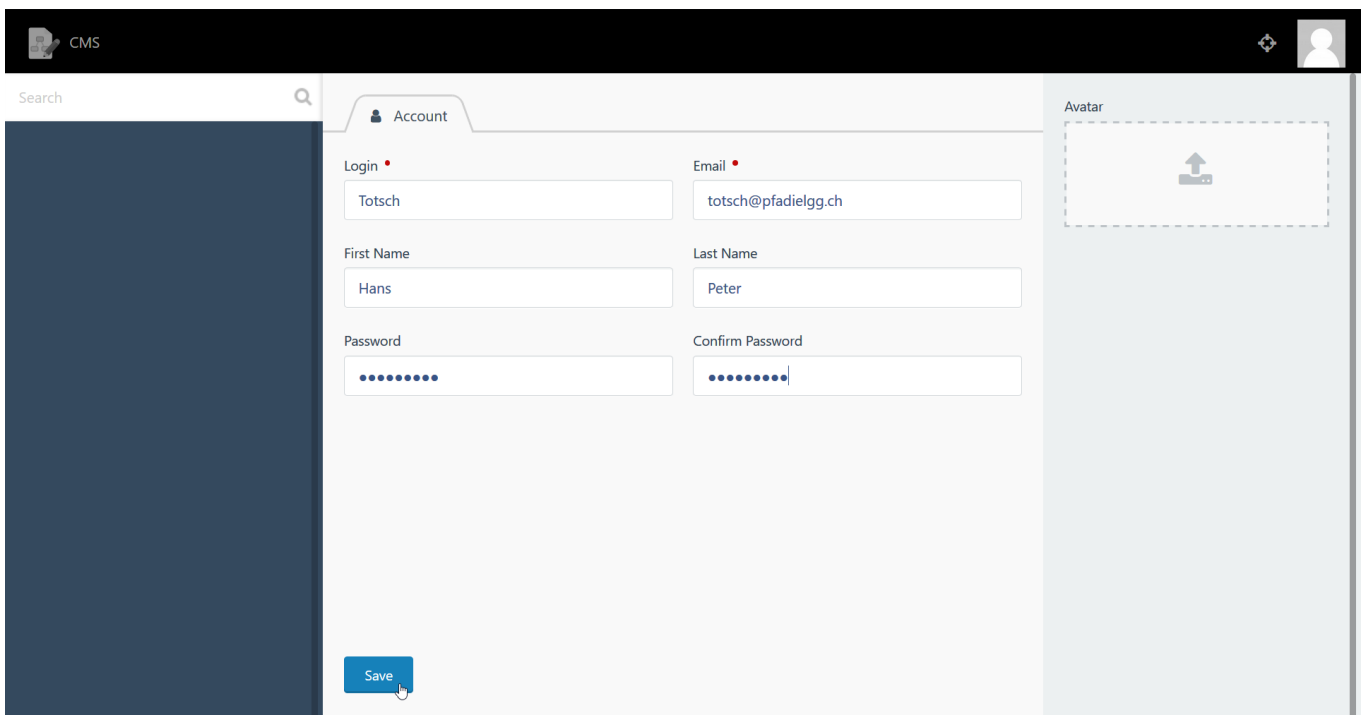 CMS
Search
Account
Avatar
Login
Email
Totsch
totsch@pfadielgg.ch
First Name
Last Name
Hans
Peter
Password
Confirm Password
•••••••••
•••••••••
Save